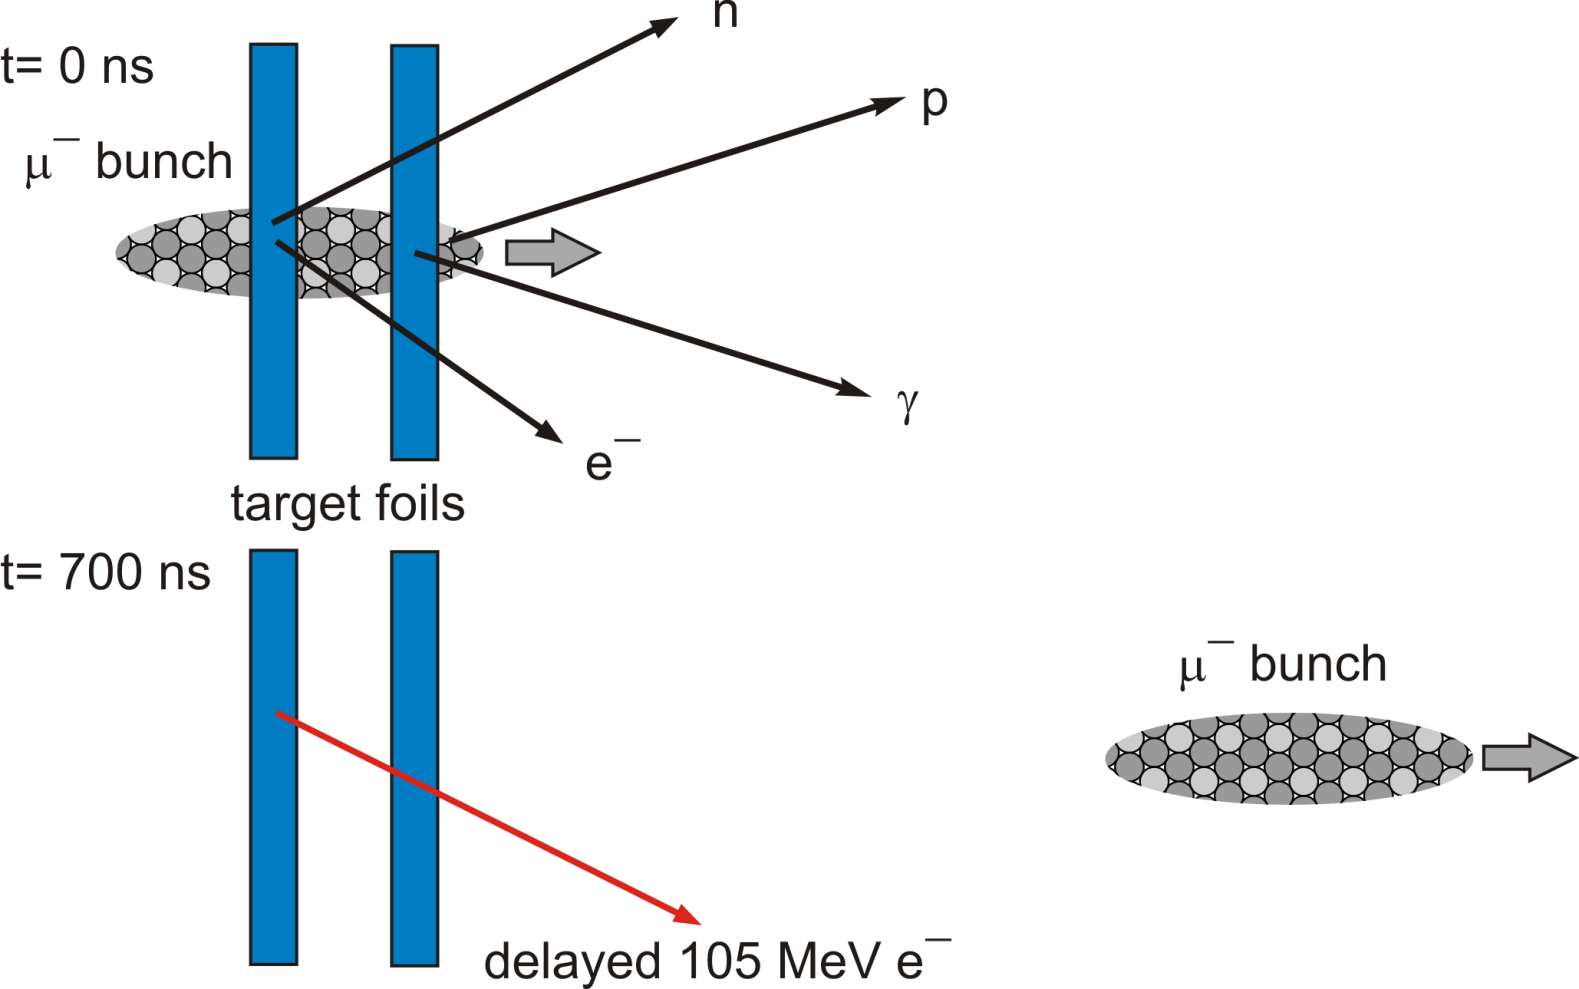 n
t= 0 ns
p
μ⁻ bunch
γ
e⁻
target foils
t= 700 ns
μ⁻ bunch
delayed 105 MeV e⁻